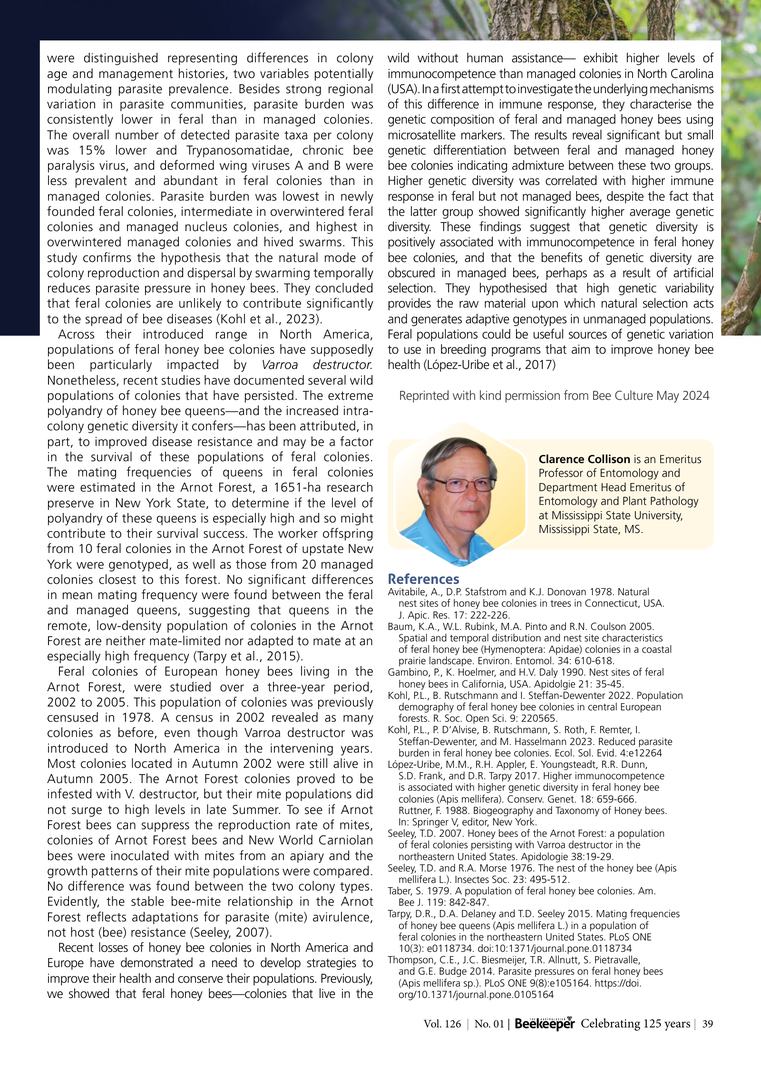 were distinguished representing differences in colony
age and management histories, two variables potentially
modulating parasite prevalence. Besides strong regional
variation in parasite communities, parasite burden was
consistently lower in feral than in managed colonies.
The overall number of detected parasite taxa per colony
was 15% lower and Trypanosomatidae, chronic bee
paralysis virus, and deformed wing viruses A and B were
less prevalent and abundant in feral colonies than in
managed colonies. Parasite burden was lowest in newly
founded feral colonies, intermediate in overwintered feral
colonies and managed nucleus colonies, and highest in
overwintered managed colonies and hived swarms. This
study confirms the hypothesis that the natural mode of
colony reproduction and dispersal by swarming temporally
reduces parasite pressure in honey bees. They concluded
that feral colonies are unlikely to contribute significantly
to the spread of bee diseases (Kohl et al., 2023).
Across their introduced range in North America,
populations of feral honey bee colonies have supposedly
been particularly impacted by Varroa destructor.
Nonetheless, recent studies have documented several wild
populations of colonies that have persisted. The extreme
polyandry of honey bee queens—and the increased intra-
colony genetic diversity it confers—has been attributed, in
part, to improved disease resistance and may be a factor
in the survival of these populations of feral colonies.
The mating frequencies of queens in feral colonies
were estimated in the Arnot Forest, a 1651-ha research
preserve in New York State, to determine if the level of
polyandry of these queens is especially high and so might
contribute to their survival success. The worker offspring
from 10 feral colonies in the Arnot Forest of upstate New
York were genotyped, as well as those from 20 managed
colonies closest to this forest. No significant differences
in mean mating frequency were found between the feral
and managed queens, suggesting that queens in the
remote, low-density population of colonies in the Arnot
Forest are neither mate-limited nor adapted to mate at an
especially high frequency (Tarpy et al., 2015).
Feral colonies of European honey bees living in the
Arnot Forest, were studied over a three-year period,
2002 to 2005. This population of colonies was previously
censused in 1978. A census in 2002 revealed as many
colonies as before, even though Varroa destructor was
introduced to North America in the intervening years.
Most colonies located in Autumn 2002 were still alive in
Autumn 2005. The Arnot Forest colonies proved to be
infested with V. destructor, but their mite populations did
not surge to high levels in late Summer. To see if Arnot
Forest bees can suppress the reproduction rate of mites,
colonies of Arnot Forest bees and New World Carniolan
bees were inoculated with mites from an apiary and the
growth patterns of their mite populations were compared.
No difference was found between the two colony types.
Evidently, the stable bee-mite relationship in the Arnot
Forest reflects adaptations for parasite (mite) avirulence,
not host (bee) resistance (Seeley, 2007).
Recent losses of honey bee colonies in North America and
Europe have demonstrated a need to develop strategies to
improve their health and conserve their populations. Previously,
we showed that feral honey bees—colonies that live in the
wild without human assistance— exhibit higher levels of
immunocompetence than managed colonies in North Carolina
(USA). In a first attempt to investigate the underlying mechanisms
of this difference in immune response, they characterise the
genetic composition of feral and managed honey bees using
microsatellite markers. The results reveal significant but small
genetic differentiation between feral and managed honey
bee colonies indicating admixture between these two groups.
Higher genetic diversity was correlated with higher immune
response in feral but not managed bees, despite the fact that
the latter group showed significantly higher average genetic
diversity. These findings suggest that genetic diversity is
positively associated with immunocompetence in feral honey
bee colonies, and that the benefits of genetic diversity are
obscured in managed bees, perhaps as a result of artificial
selection. They hypothesised that high genetic variability
provides the raw material upon which natural selection acts
and generates adaptive genotypes in unmanaged populations.
Feral populations could be useful sources of genetic variation
to use in breeding programs that aim to improve honey bee
health (López-Uribe et al., 2017)
Reprinted with kind permission from Bee Culture May 2024
Clarence Collison is an Emeritus
Professor of Entomology and
Department Head Emeritus of
Entomology and Plant Pathology
at Mississippi State University,
Mississippi State, MS.
References
Avitabile, A., D.P. Stafstrom and K.J. Donovan 1978. Natural
nest sites of honey bee colonies in trees in Connecticut, USA.
J. Apic. Res. 17: 222-226.
Baum, K.A., W.L. Rubink, M.A. Pinto and R.N. Coulson 2005.
Spatial and temporal distribution and nest site characteristics
of feral honey bee (Hymenoptera: Apidae) colonies in a coastal
prairie landscape. Environ. Entomol. 34: 610-618.
Gambino, P., K. Hoelmer, and H.V. Daly 1990. Nest sites of feral
honey bees in California, USA. Apidolgie 21: 35-45.
Kohl, P.L., B. Rutschmann and I. Steffan-Deventer 2022. Population
demography of feral honey bee colonies in central European
forests. R. Soc. Open Sci. 9: 220565.
Kohl, P.L., P. D’Alvise, B. Rutschmann, S. Roth, F. Remter, I.
Steffan-Dewenter, and M. Hasselmann 2023. Reduced parasite
burden in feral honey bee colonies. Ecol. Sol. Evid. 4:e12264
López-Uribe, M.M., R.H. Appler, E. Youngsteadt, R.R. Dunn,
S.D. Frank, and D.R. Tarpy 2017. Higher immunocompetence
is associated with higher genetic diversity in feral honey bee
colonies (Apis mellifera). Conserv. Genet. 18: 659-666.
Ruttner, F. 1988. Biogeography and Taxonomy of Honey bees.
In: Springer V, editor, New York.
Seeley, T.D. 2007. Honey bees of the Arnot Forest: a population
of feral colonies persisting with Varroa destructor in the
northeastern United States. Apidologie 38:19-29.
Seeley, T.D. and R.A. Morse 1976. The nest of the honey bee (Apis
mellifera L.). Insectes Soc. 23: 495-512.
Taber, S. 1979. A population of feral honey bee colonies. Am.
Bee J. 119: 842-847.
Tarpy, D.R., D.A. Delaney and T.D. Seeley 2015. Mating frequencies
of honey bee queens (Apis mellifera L.) in a population of
feral colonies in the northeastern United States. PLoS ONE
10(3): e0118734. doi:10.1371/journal.pone.0118734
Thompson, C.E., J.C. Biesmeijer, T.R. Allnutt, S. Pietravalle,
and G.E. Budge 2014. Parasite pressures on feral honey bees
(Apis mellifera sp.). PLoS ONE 9(8):e105164. https://doi.
org/10.1371/journal.pone.0105164
Vol. 126 | No. 01 | Beekeeper Celebrating 125 years | 39